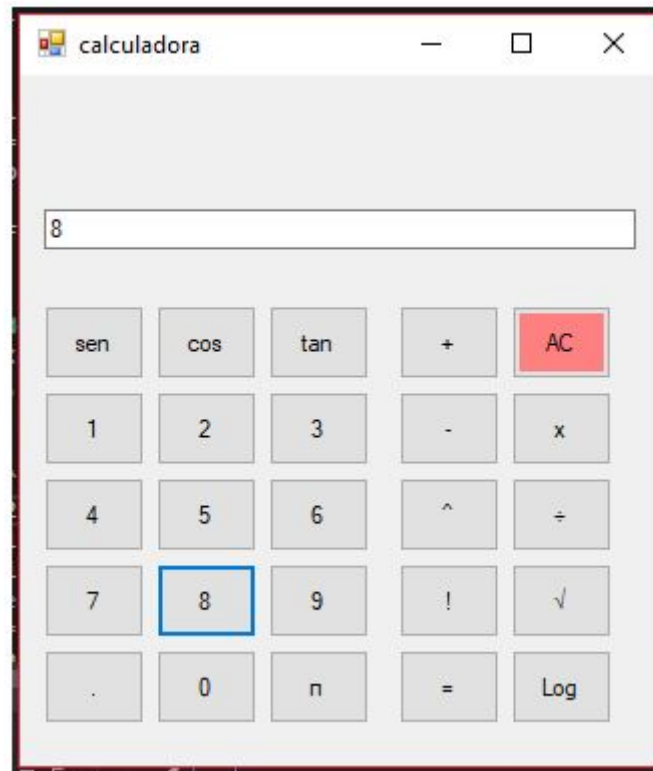 calculadora
8
sen cos tan + AC
1 2 3 - x
4 5 6 ^ ÷
7 8 9 ! √
. 0 п = Log